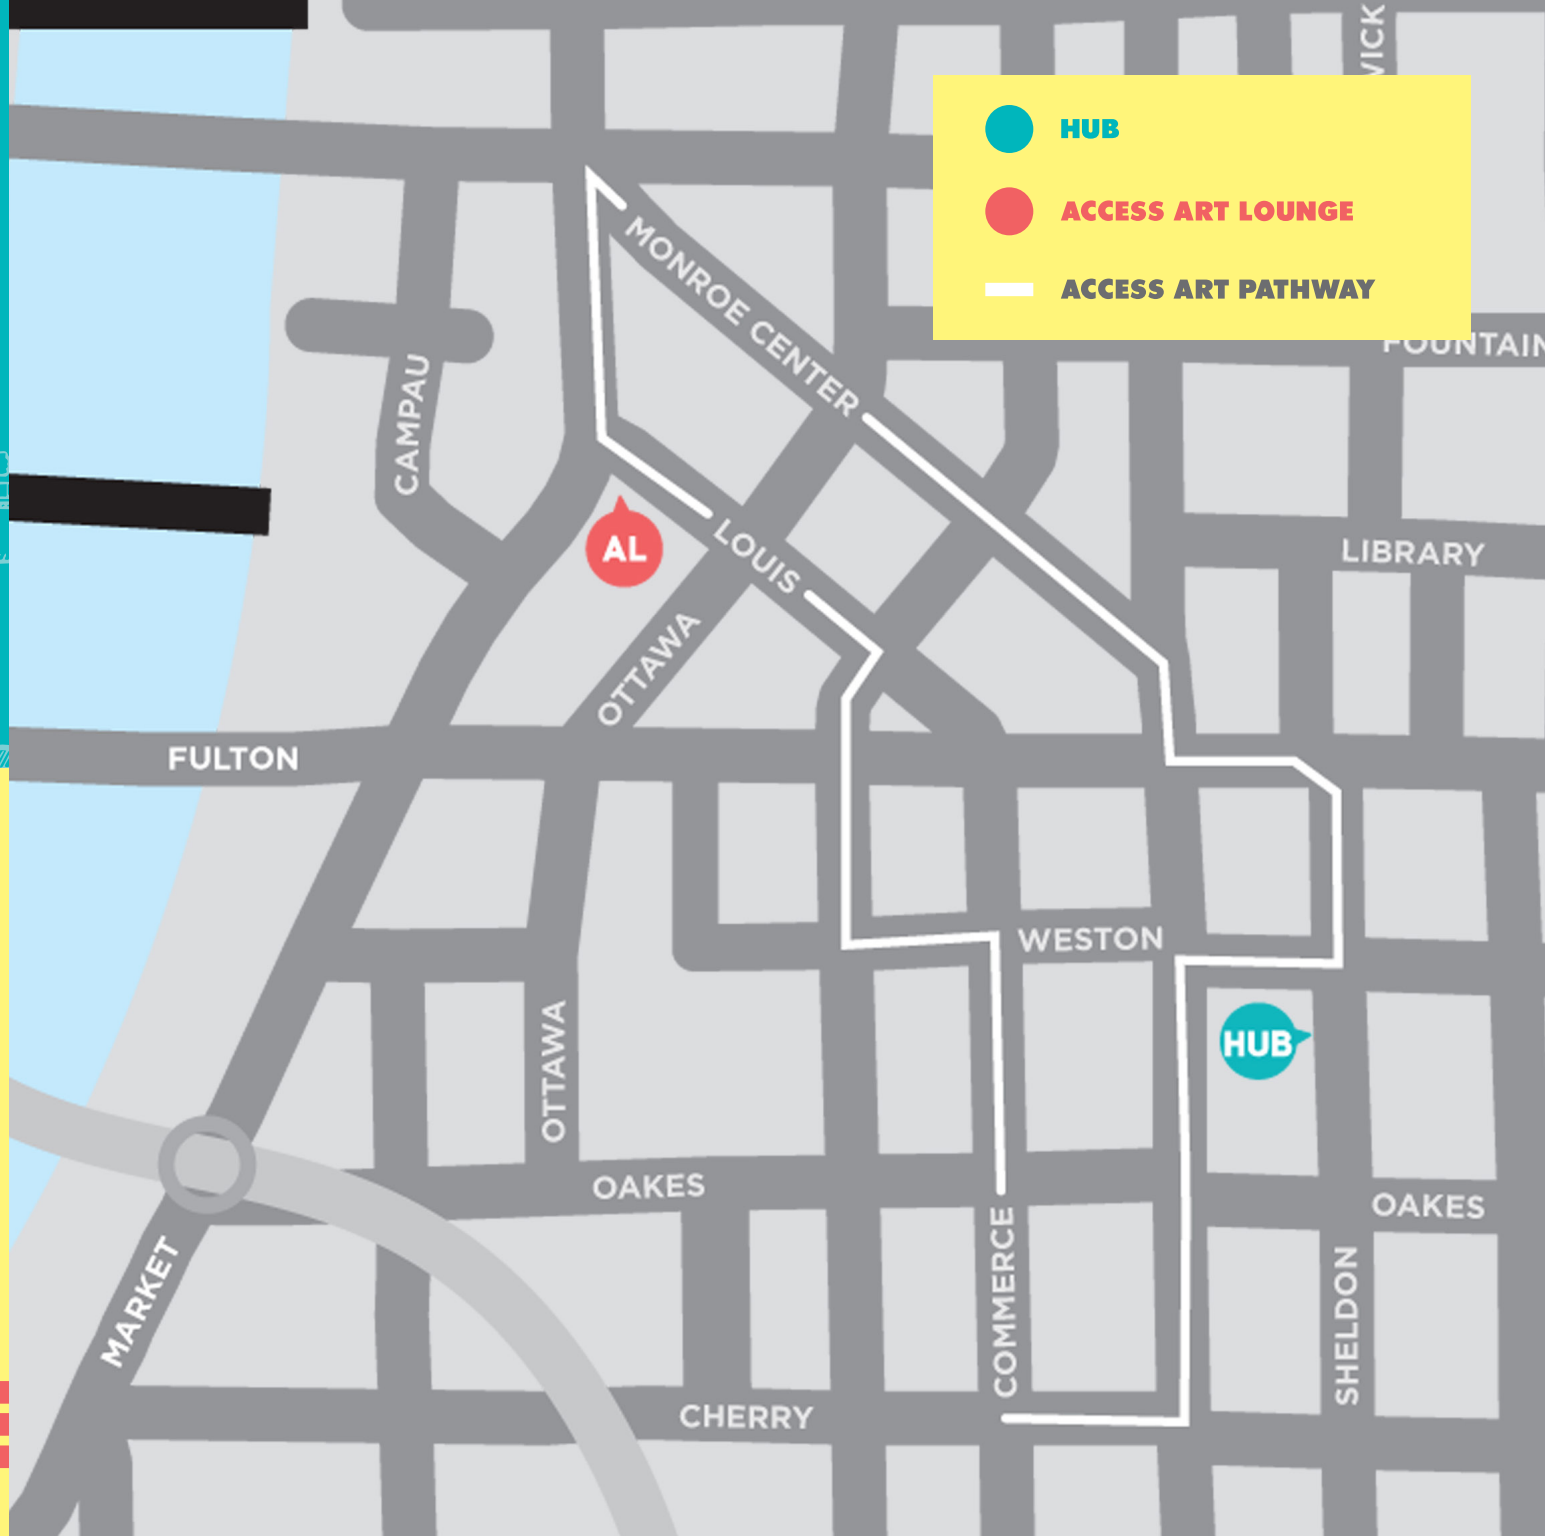 HUB
ACCESS ART LOUNGE
ACCESS ART PATHWAY
MONROE CENTER
FOUNTAIN
CAMPAU
LIBRARY
AL
LOUIS
OTTAWA
FULTON
WESTON
HUB
OTTAWA
OAKES
OAKES
MARKET
COMMERCE
SHELDON
CHERRY